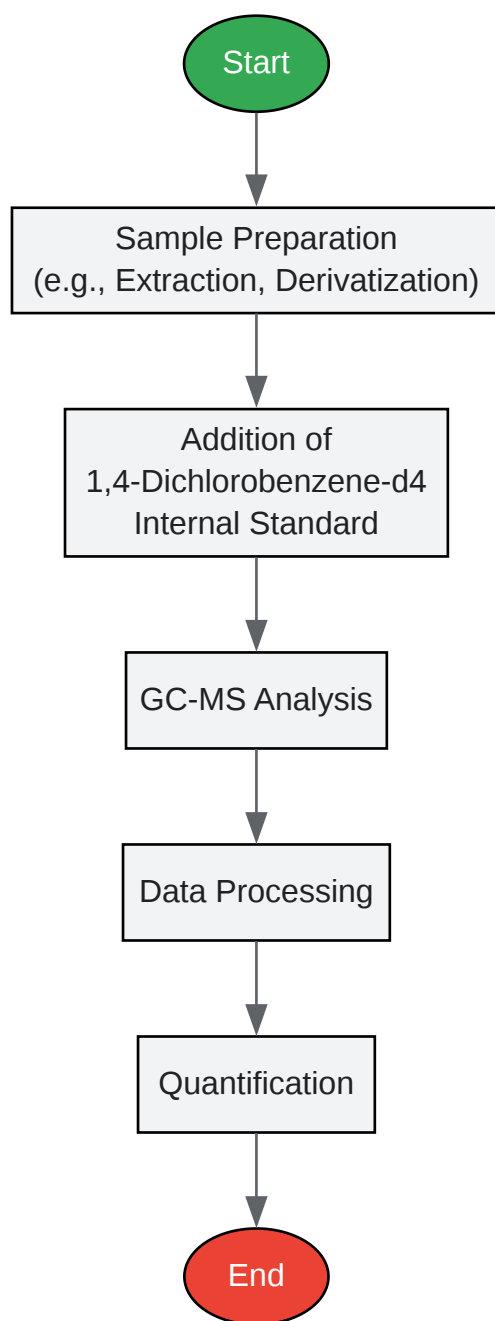 Start
Sample Preparation
(e.g., Extraction, Derivatization)
Addition of
1,4-Dichlorobenzene-d4
Internal Standard
GC-MS Analysis
Data Processing
Quantification
End